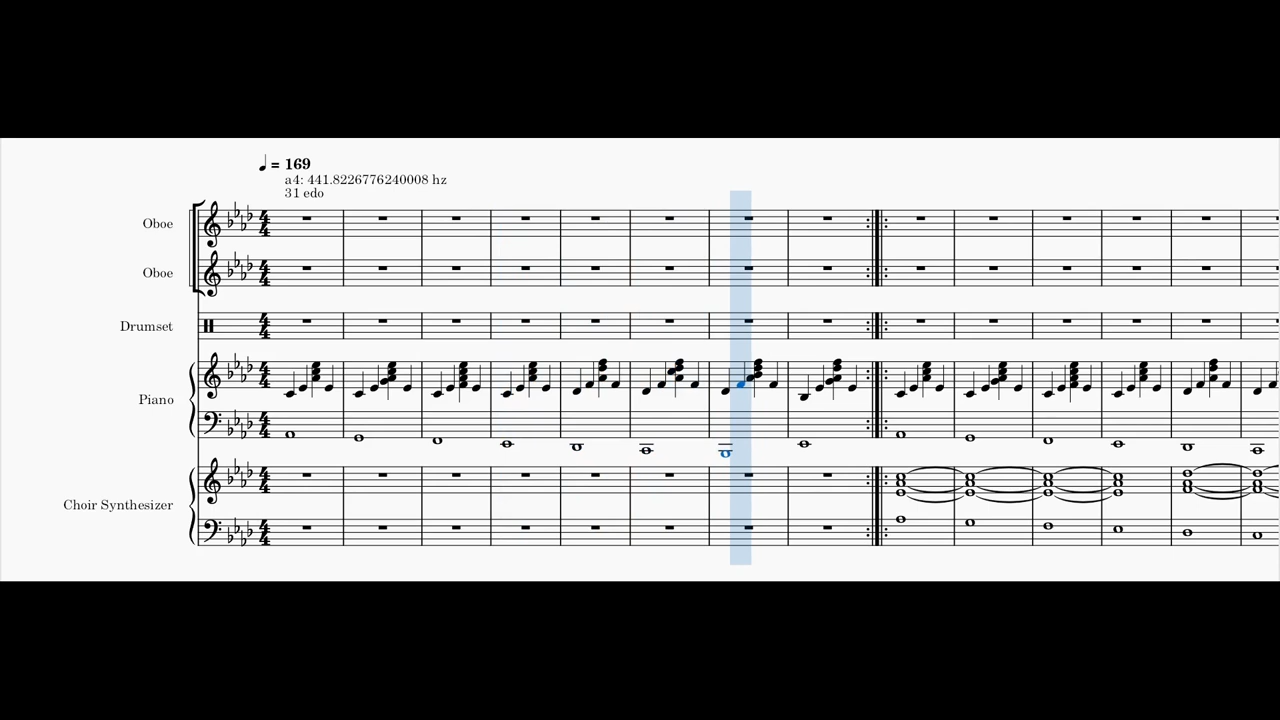 = 169
a4: 441.8226776240008 hz
31 edo
Oboe
Oboe
Drumset
Piano
Choir Synthesizer